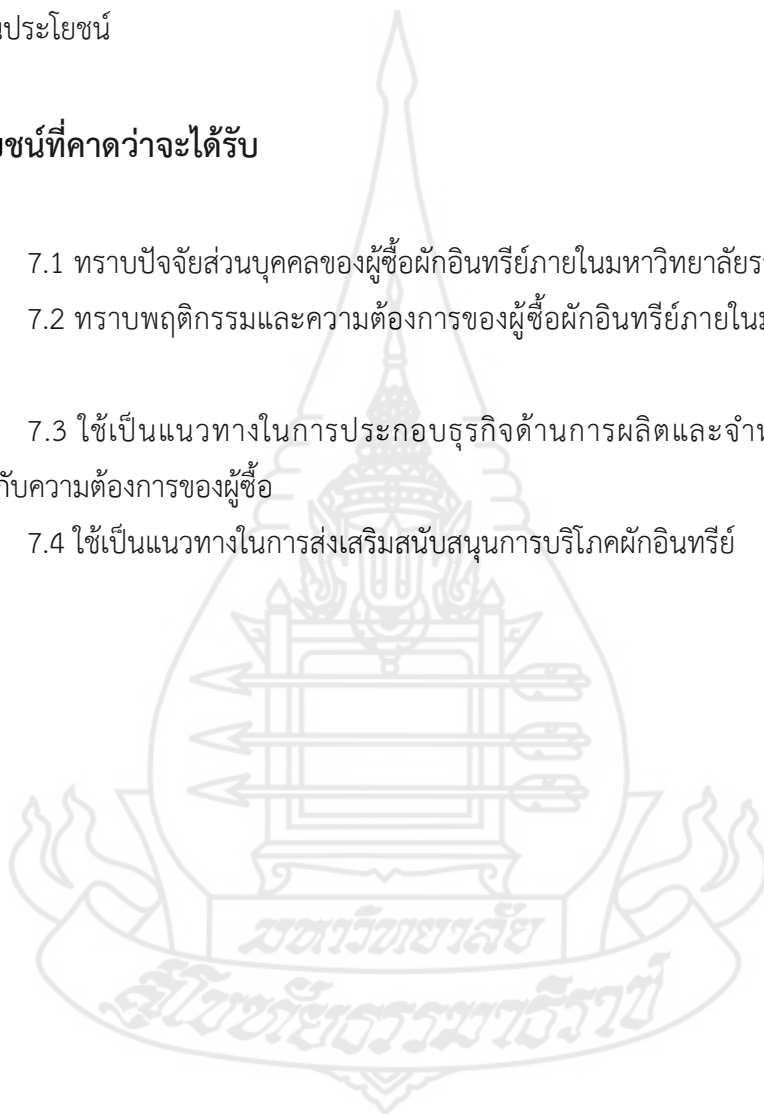 นประโยชน์
ยชน์ที่คาดว่าจะได้รับ
7.1 ทราบปัจจัยส่วนบุคคลของผู้ซื้อผักอินทรีย์ภายในมหาวิทยาลัยรา
7.2 ทราบพฤติกรรมและความต้องการของผู้ซื้อผักอินทรีย์ภายใน
7.3 ใช้เป็นแนวทางในการประกอบธุรกิจด้านการผลิตและจำห
กับความต้องการของผู้ซื้อ
7.4 ใช้เป็นแนวทางในการส่งเสริมสนับสนุนการบริโภคผักอินทรีย์
มหาวิทยาลัย
สุโขทัยธรรมาธิราช